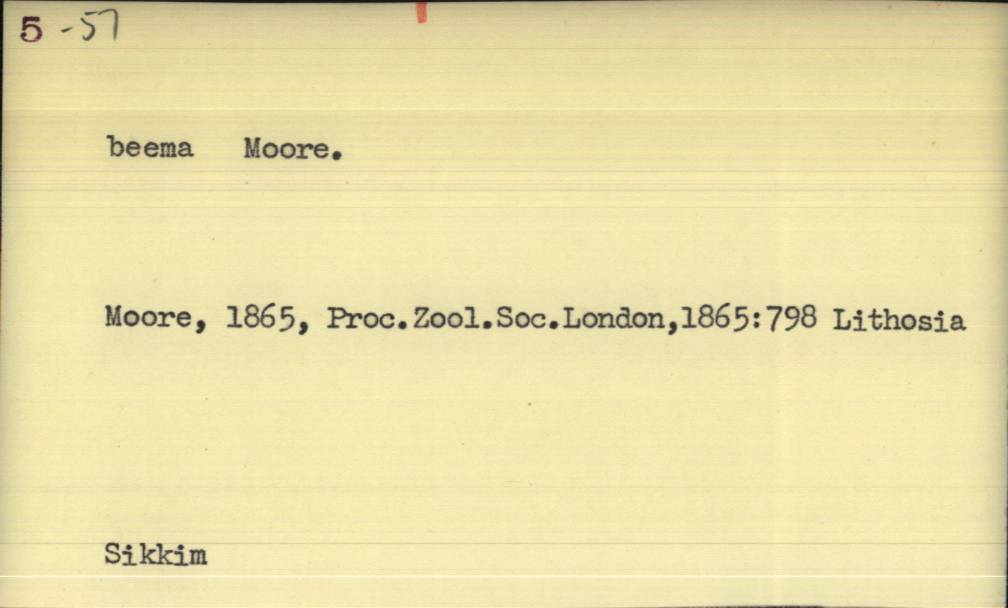 5 -57
beema Moore.
Moore, 1865, Proc.Zool.Soc.London,1865:798 Lithosia
Sikkim